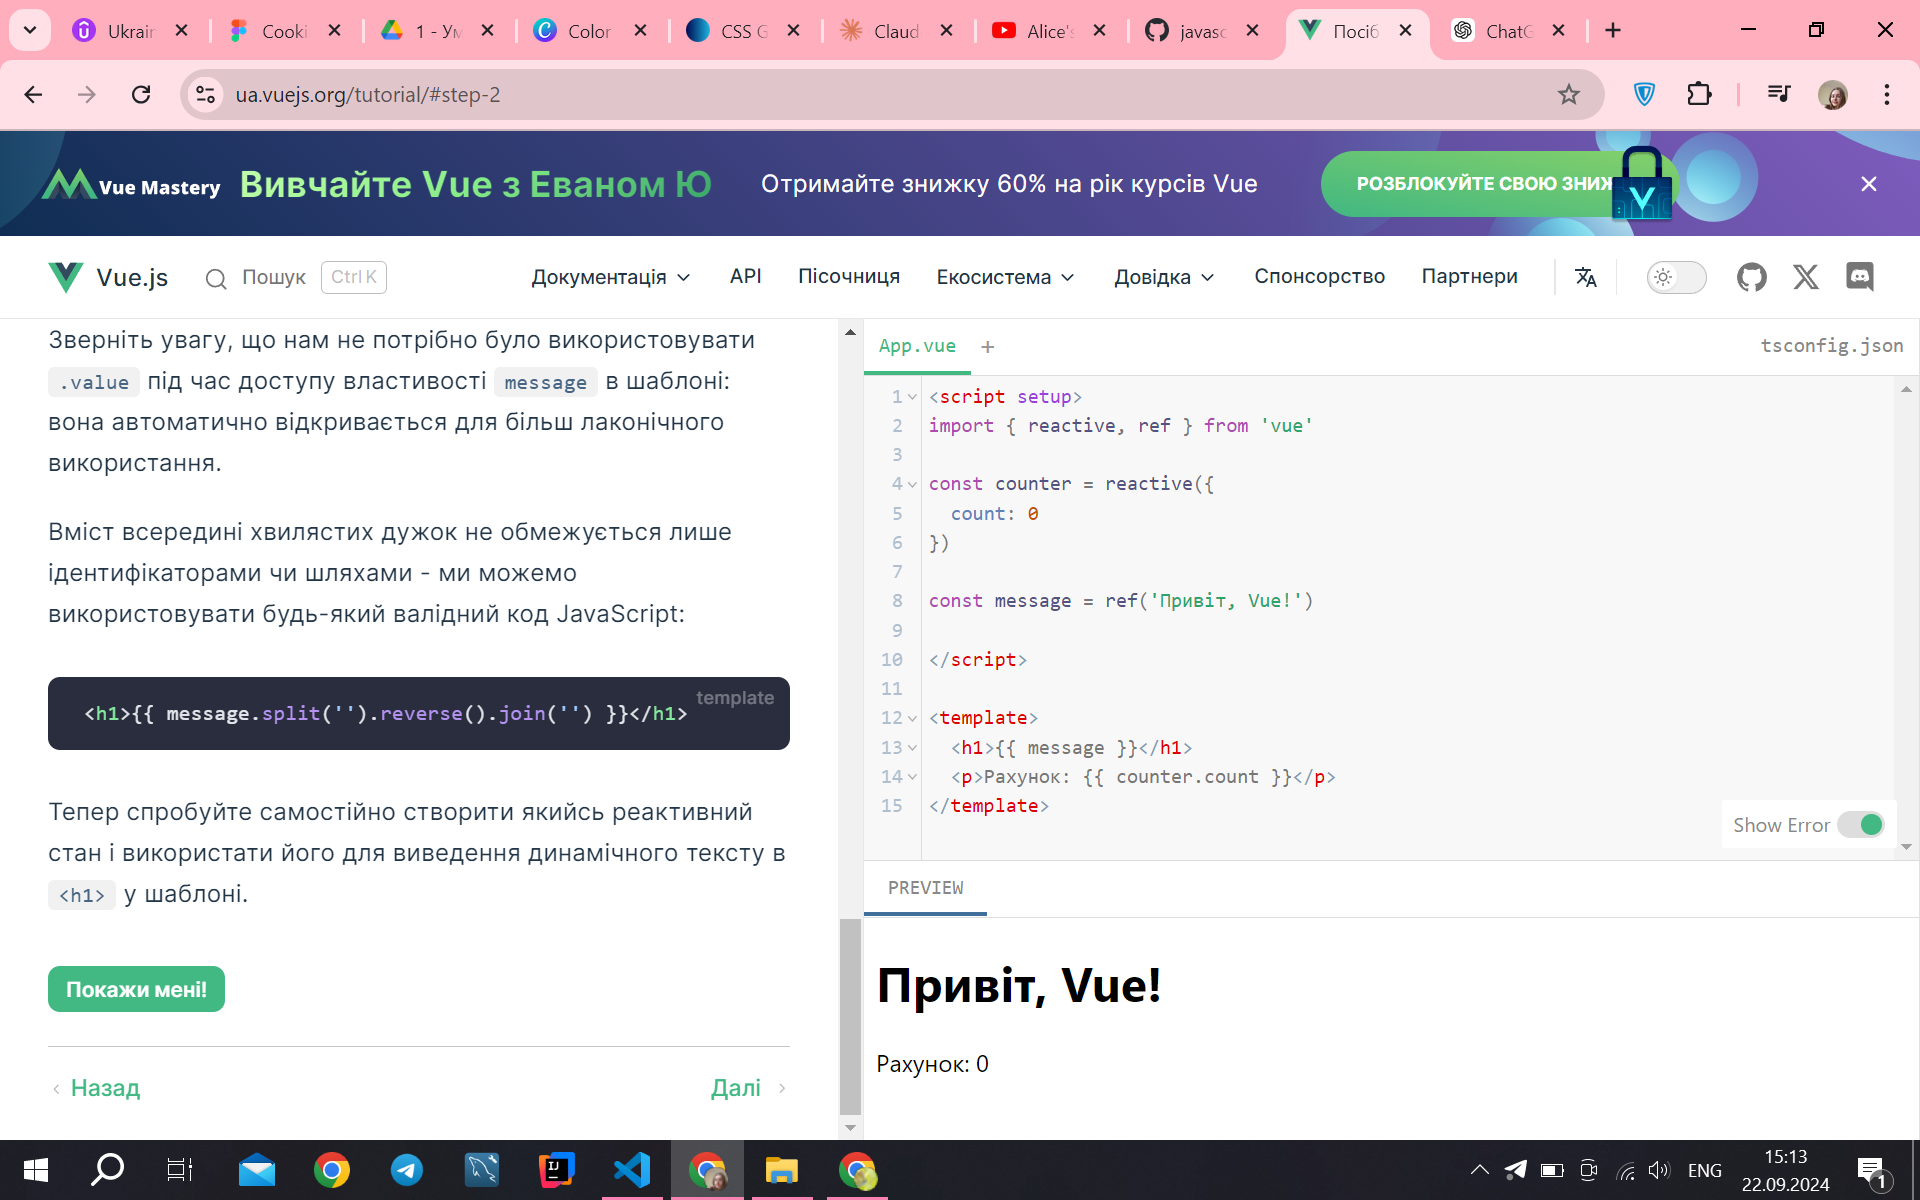 Ukrair
Cooki
1 - Ум
Color
CSS G
Claud
Alice's
javasc
Посіб
ChatG
ua.vuejs.org/tutorial/#step-2
Vue Mastery
Вивчайте Vue з Еваном Ю
Отримайте знижку 60% на рік курсів Vue
РОЗБЛОКУЙТЕ СВОЮ ЗНИЖ
Vue.js
Пошук
Ctrl K
Документація
API
Пісочниця
Екосистема
Довідка
Спонсорство
Партнери
Зверніть увагу, що нам не потрібно було використовувати
.value під час доступу властивості message в шаблоні:
вона автоматично відкривається для більш лаконічного
використання.
Вміст всередині хвилястих дужок не обмежується лише
ідентифікаторами чи шляхами - ми можемо
використовувати будь-який валідний код JavaScript:
template
<h1>{{ message.split('').reverse().join('') }}</h1>
Тепер спробуйте самостійно створити якийсь реактивний
стан і використати його для виведення динамічного тексту в
<h1> у шаблоні.
Покажи мені!
Назад
Далі
App.vue
+
tsconfig.json
1 <script setup>
2 import { reactive, ref } from 'vue'
3
4 const counter = reactive({
5 count: 0
6 })
7
8 const message = ref('Привіт, Vue!')
9
10 </script>
11
12 <template>
13 <h1>{{ message }}</h1>
14 <p>Рахунок: {{ counter.count }}</p>
15 </template>
Show Error
PREVIEW
Привіт, Vue!
Рахунок: 0
ENG
15:13
22.09.2024
1